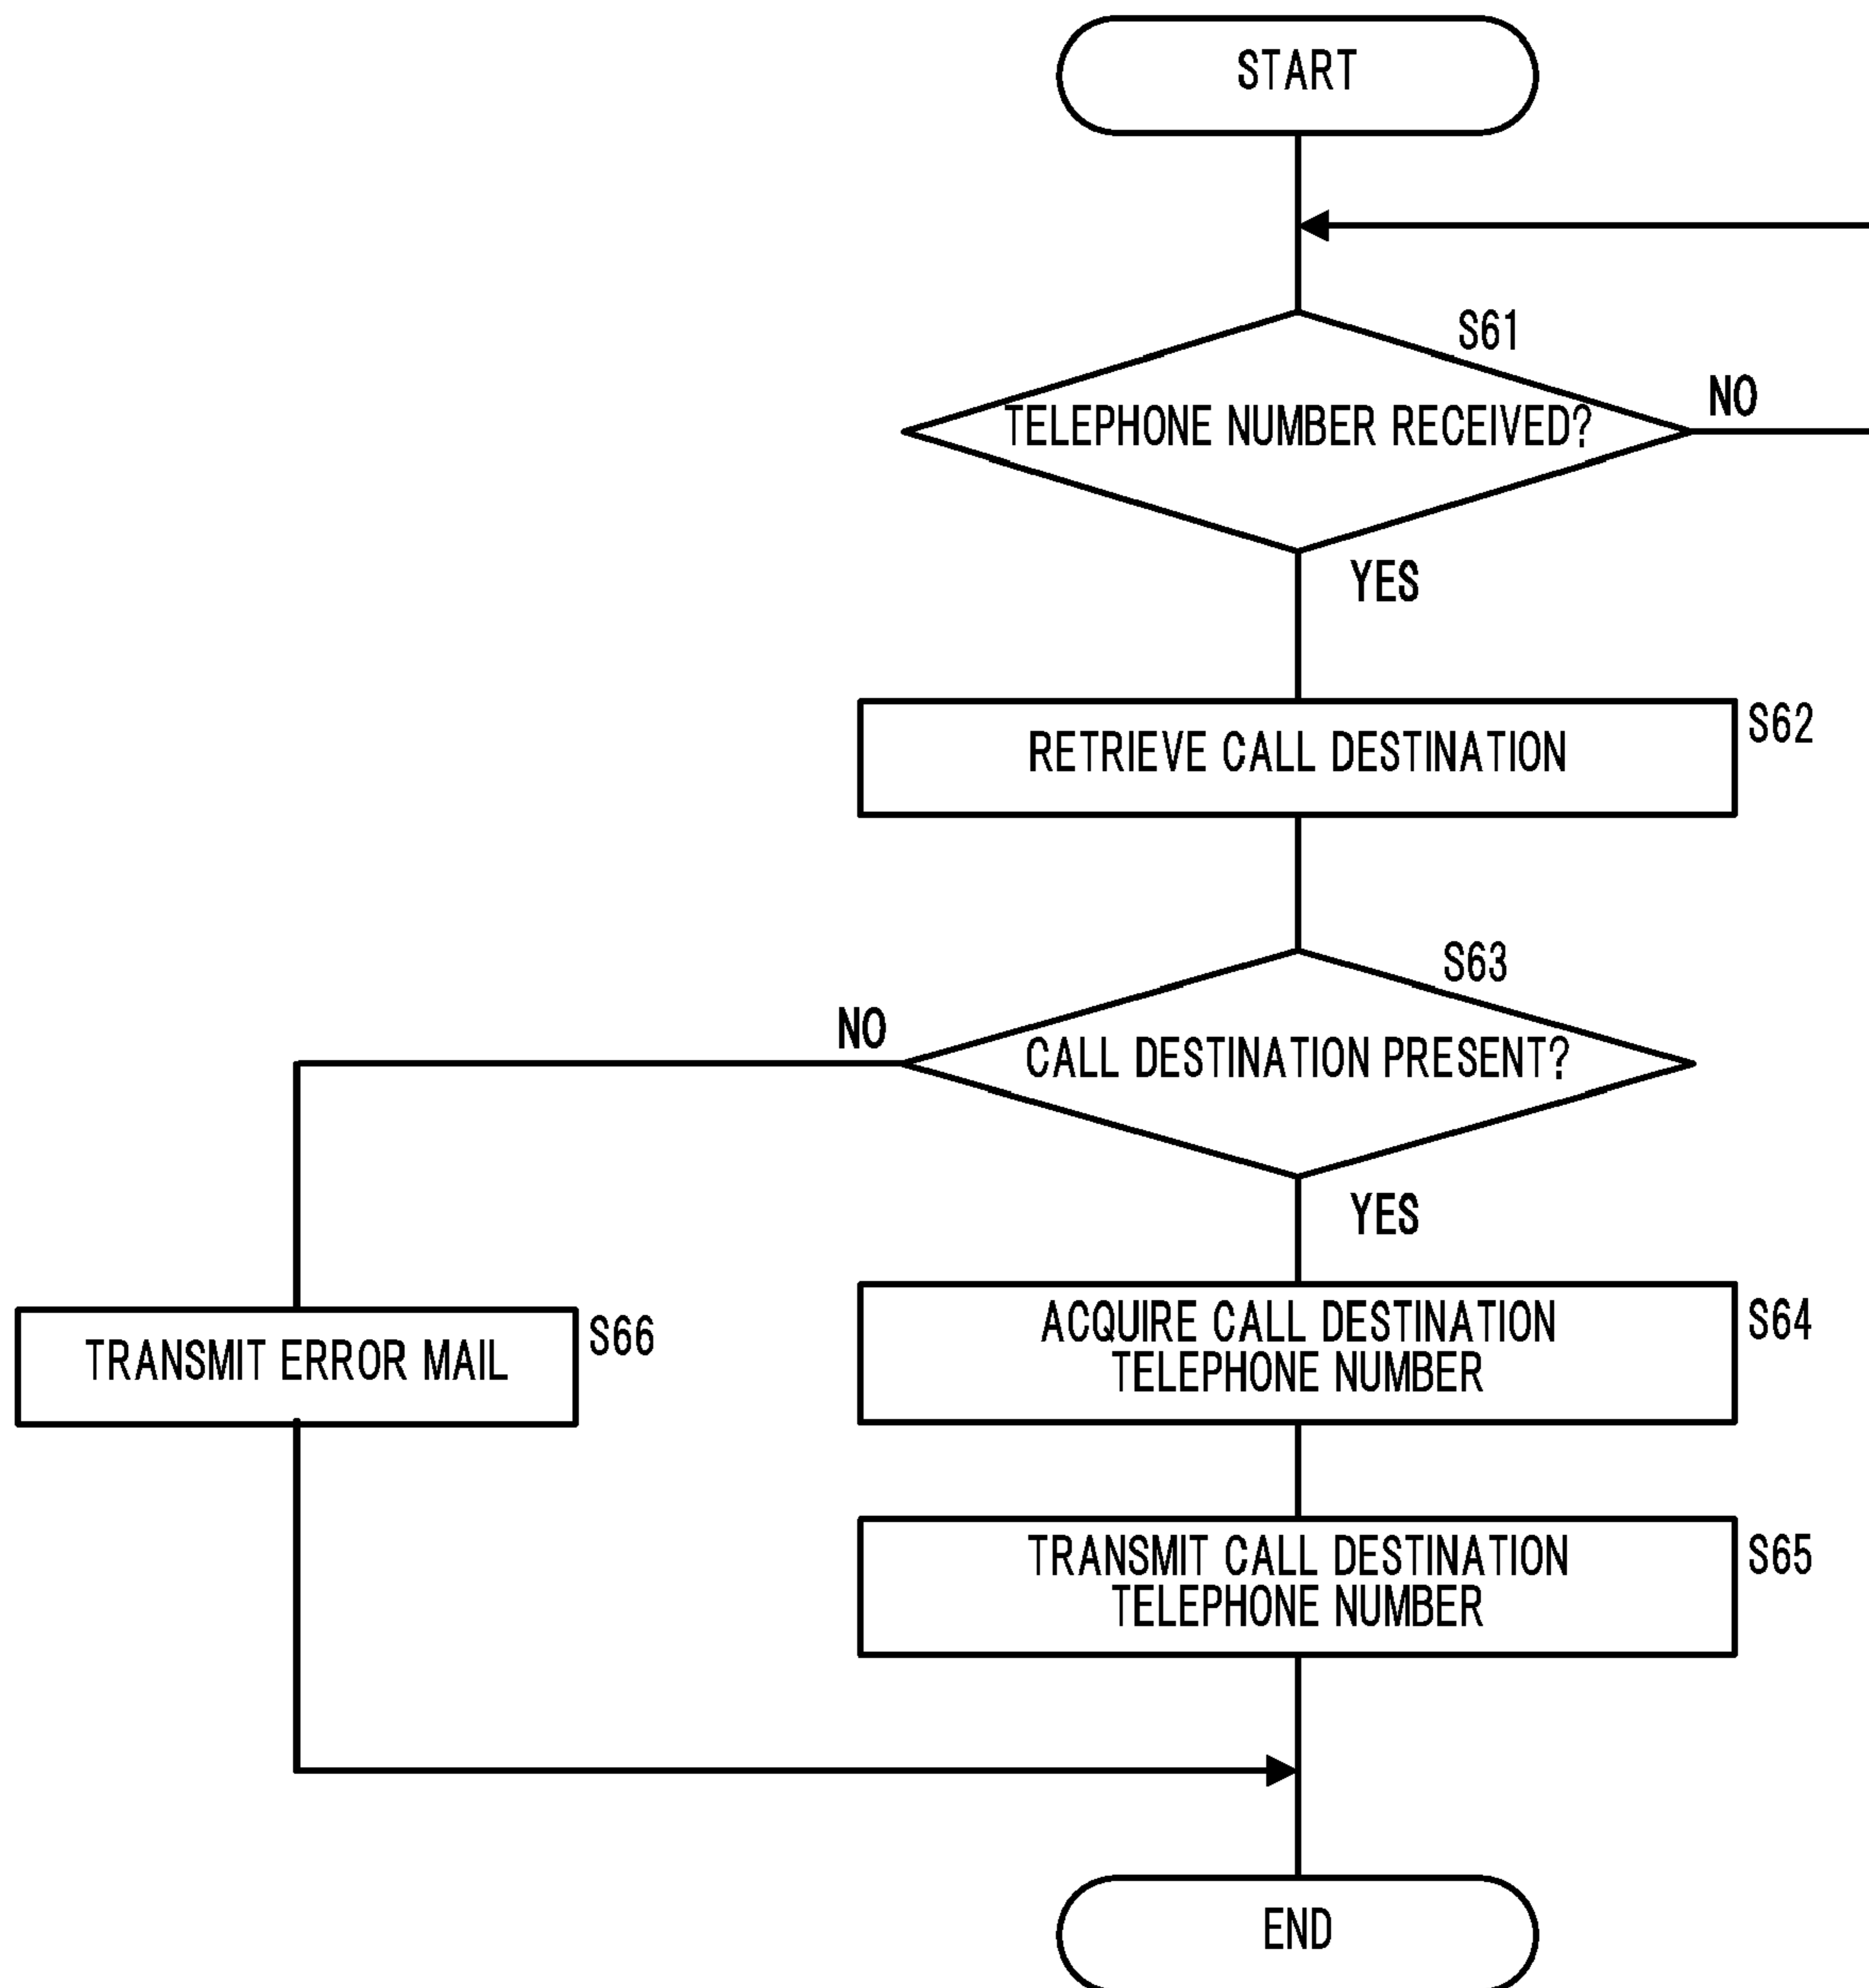 START
S61
TELEPHONE NUMBER RECEIVED?
NO
YES
RETRIEVE CALL DESTINATION
S62
S63
NO
CALL DESTINATION PRESENT?
YES
TRANSMIT ERROR MAIL
S66
ACQUIRE CALL DESTINATION
TELEPHONE NUMBER
S64
TRANSMIT CALL DESTINATION
TELEPHONE NUMBER
S65
END